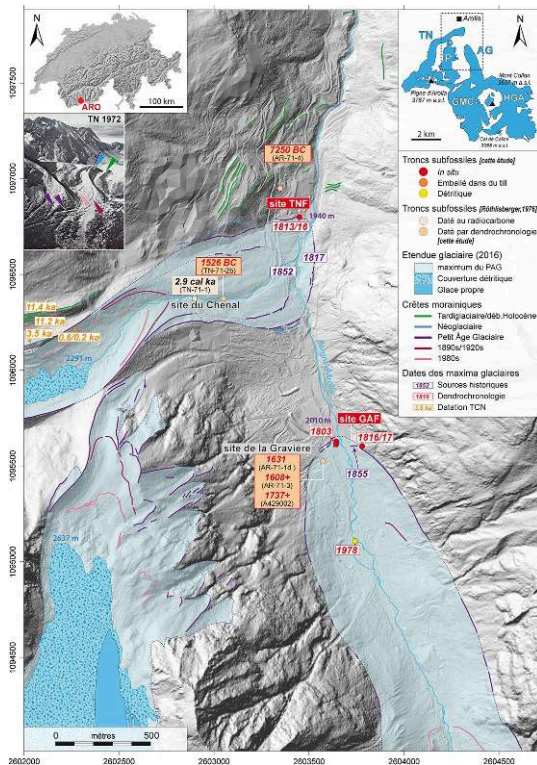 N
ARO
100 km
TN 1972
N
Arolla
TN
AG
Mont Collon
3637 m a.s.l.
Pigne d'Arolla
3787 m a.s.l.
GMC
HGA
Col de Collon
2 km
Troncs subfossiles [cette étude]
In situ
Emballé dans du till
Détritique
Troncs subfossiles [Röthlisberger, 1976]
Daté au radiocarbone
Daté par dendrochronologie
[cette étude]
Etendue glaciaire (2016)
maximum du PAG
Couverture détritique
Glace propre
Crêtes morainiques
Tardiglaciaire/déb.Holocène
Néoglaciaire
Petit Âge Glaciaire
1890s/1920s
1980s
Dates des maxima glaciaires
1852 Sources historiques
1816 Dendrochronologie
3.5 ka Datation TCN
7250 BC
(AR-71-4)
site TNF
1940 m
1813/16
1817
1852
1526 BC
(TN-71-2b)
2.9 cal ka
(TN-71-1)
site du Chenal
11.4 ka
11.2 ka
3.5 ka
0.6/0.2 ka
2291 m
2010 m
site GAF
1803
1816/17
site de la Gravière
1631
(AR-71-1d)
1608+
(AR-71-3)
1737+
(A429002)
1855
1978
2637 m
0 mètres 500
1097500
1097000
1096500
1096000
1095500
1095000
1094500
2602000 2602500 2603000 2603500 2604000 2604500